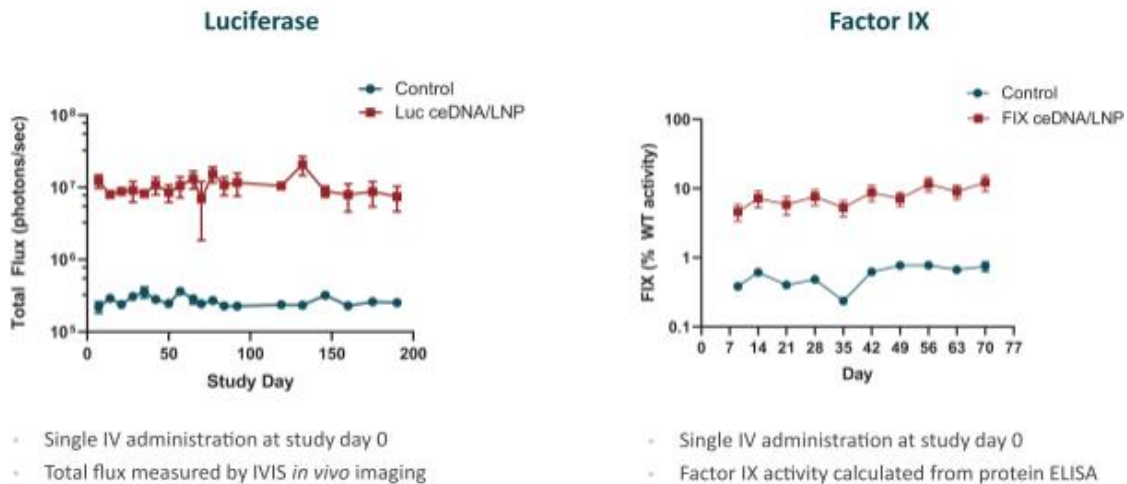 Luciferase
Control
Luc ceDNA/LNP
Total Flux (photons/sec)
10⁸
10⁷
10⁶
10⁵
0 50 100 150 200
Study Day
• Single IV administration at study day 0
• Total flux measured by IVIS in vivo imaging
Factor IX
Control
FIX ceDNA/LNP
FIX (% WT activity)
100
10
1
0.1
0 7 14 21 28 35 42 49 56 63 70 77
Day
• Single IV administration at study day 0
• Factor IX activity calculated from protein ELISA